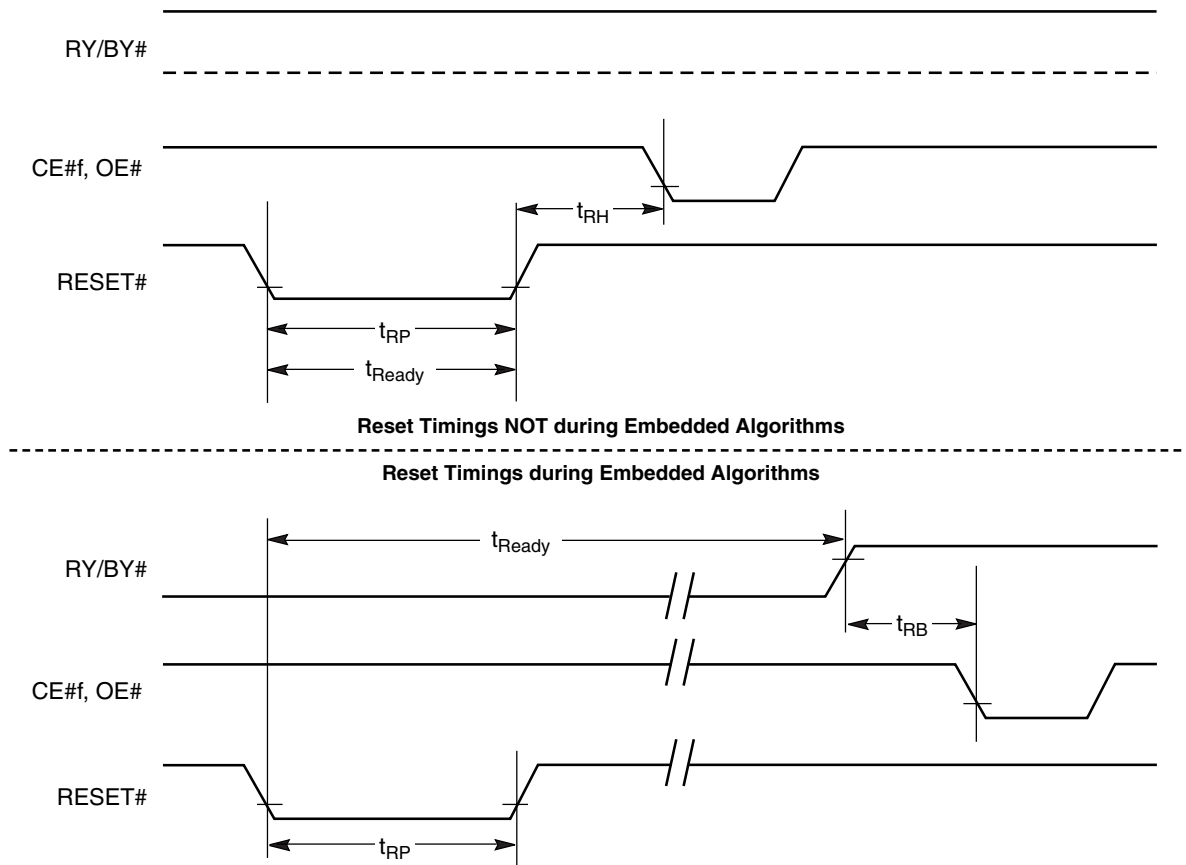 RY/BY#
CE#f, OE#
tRH
RESET#
tRP
tReady
Reset Timings NOT during Embedded Algorithms
Reset Timings during Embedded Algorithms
tReady
RY/BY#
tRB
CE#f, OE#
RESET#
tRP